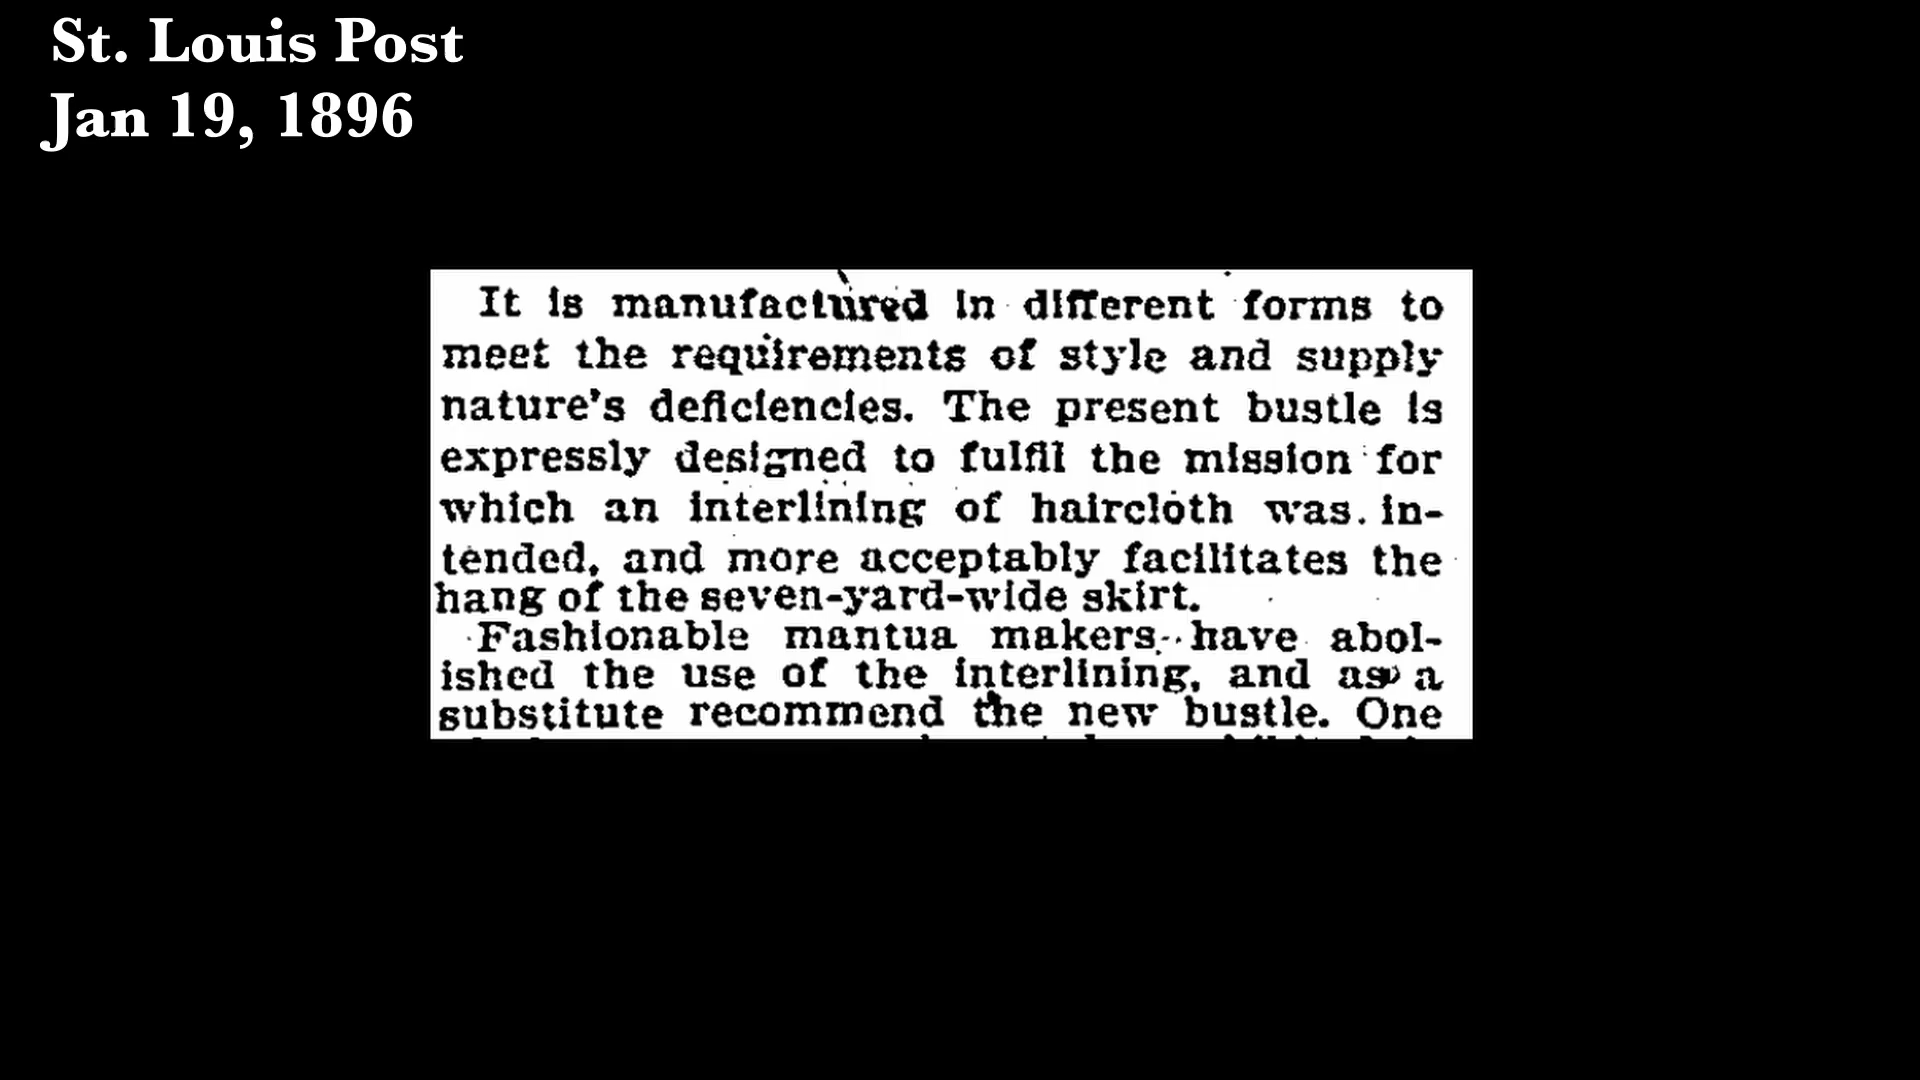 St. Louis Post
Jan 19, 1896
It is manufactured in different forms to
meet the requirements of style and supply
nature's deficiencies. The present bustle is
expressly designed to fulfil the mission for
which an interlining of haircloth was in-
tended, and more acceptably facilitates the
hang of the seven-yard-wide skirt.
Fashionable mantua makers have abol-
ished the use of the interlining, and as a
substitute recommend the new bustle. One